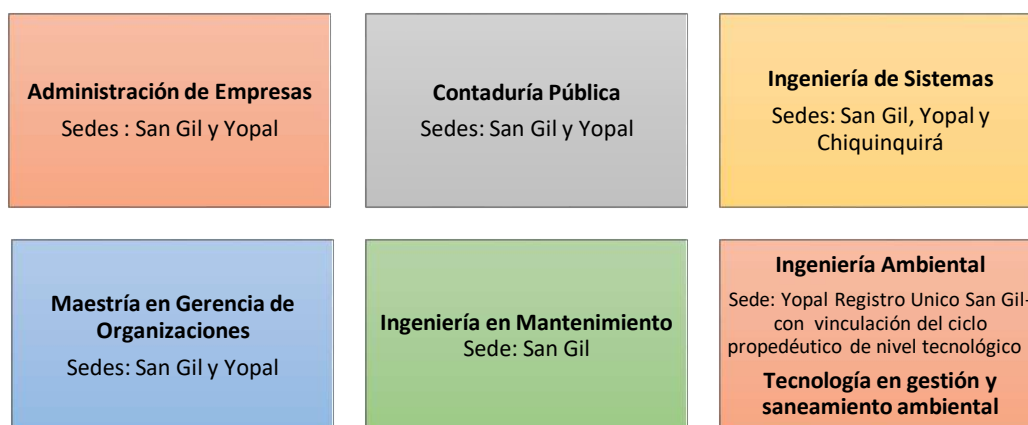 Administración de Empresas
Sedes : San Gil y Yopal
Contaduría Pública
Sedes: San Gil y Yopal
Ingeniería de Sistemas
Sedes: San Gil, Yopal y
Chiquinquirá
Maestría en Gerencia de
Organizaciones
Sedes: San Gil y Yopal
Ingeniería en Mantenimiento
Sede: San Gil
Ingeniería Ambiental
Sede: Yopal Registro Unico San Gil-
con vinculación del ciclo
propedéutico de nivel tecnológico
Tecnología en gestión y
saneamiento ambiental